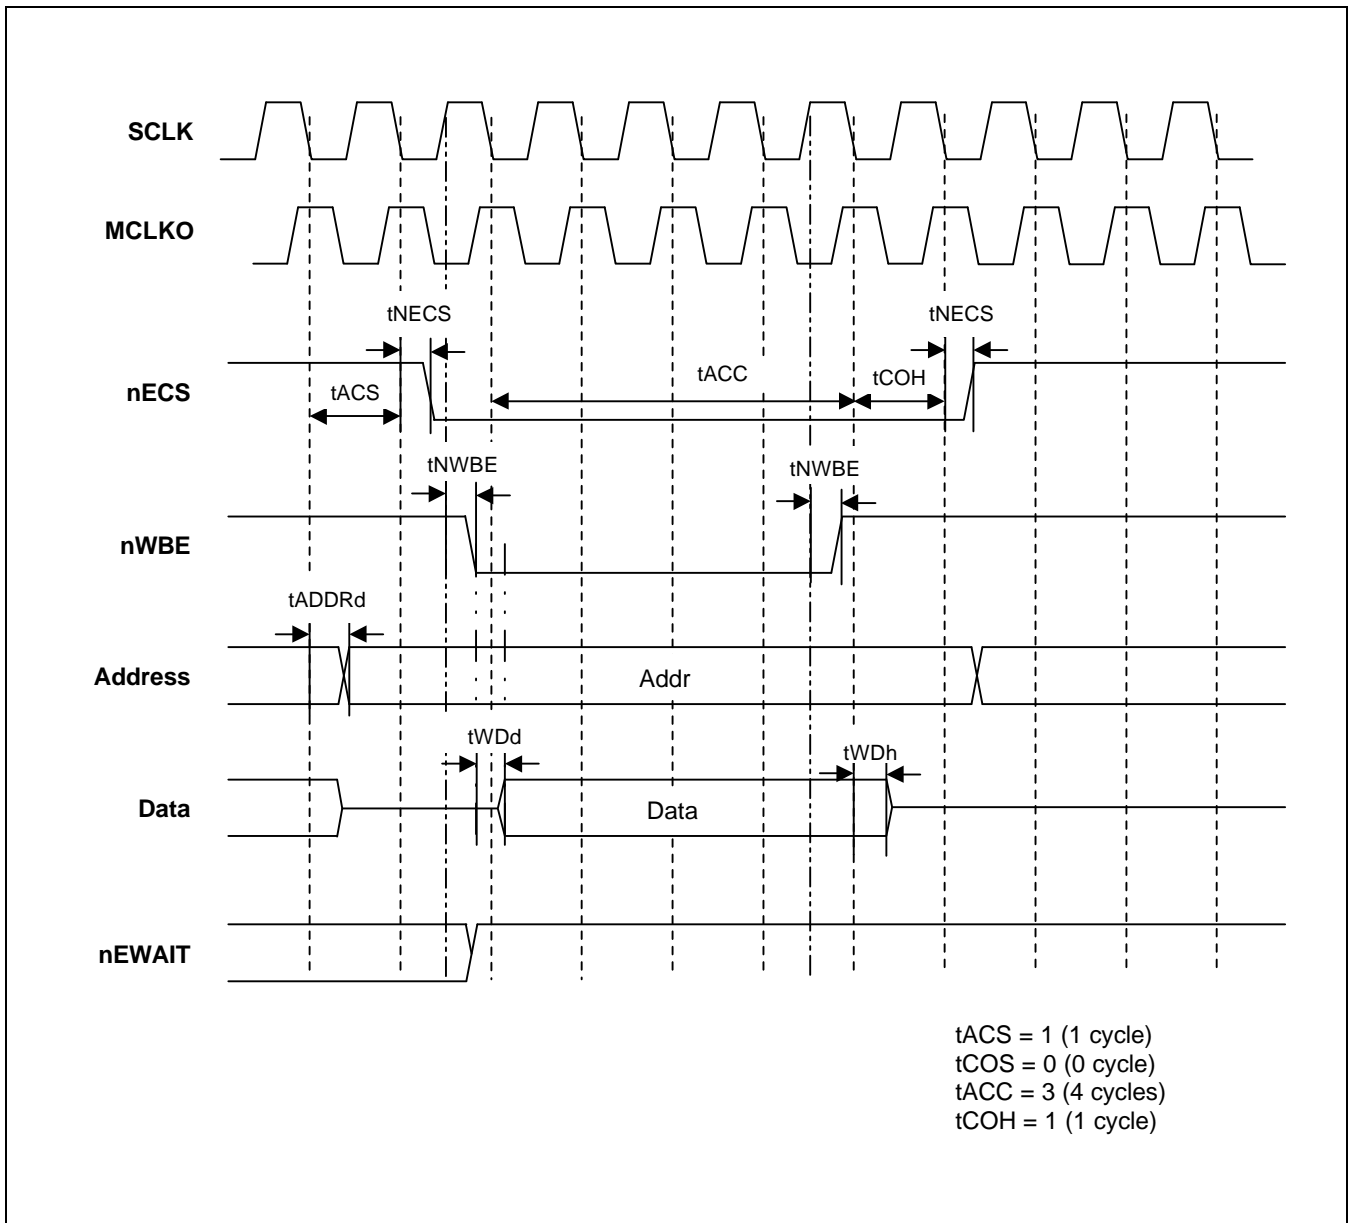 SCLK
MCLKO
tNECS
tNECS
nECS
tACS
tACC
tCOH
tNWBE
tNWBE
nWBE
tADDRd
Address
Addr
tWDd
tWDh
Data
Data
nEWAIT
tACS = 1 (1 cycle)
tCOS = 0 (0 cycle)
tACC = 3 (4 cycles)
tCOH = 1 (1 cycle)